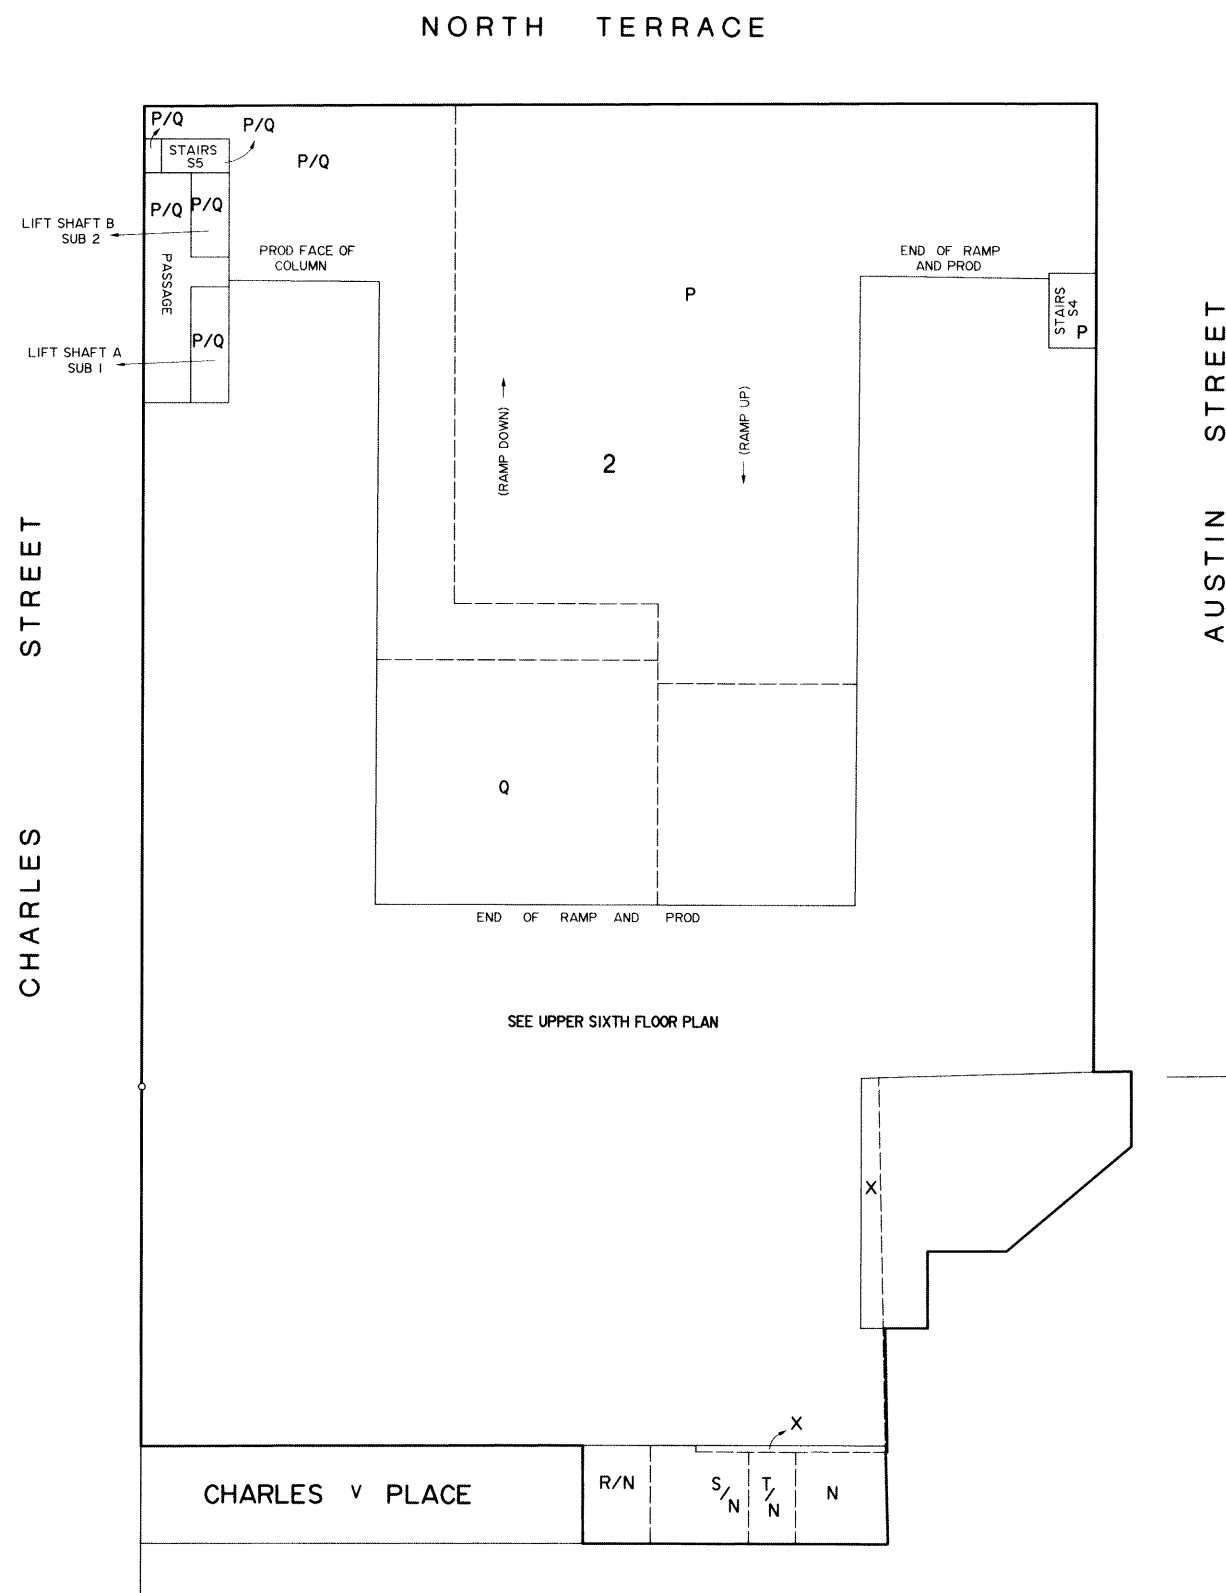 NORTH TERRACE
P/Q
P/Q
STAIRS
S5
P/Q
P/Q
P/Q
LIFT SHAFT B
SUB 2
PASSAGE
PROD FACE OF
COLUMN
END OF RAMP
AND PROD
P
STAIRS
S4
P
P/Q
LIFT SHAFT A
SUB 1
(RAMP DOWN)
(RAMP UP)
2
CHARLES STREET
AUSTIN STREET
Q
END OF RAMP AND PROD
SEE UPPER SIXTH FLOOR PLAN
X
X
CHARLES V PLACE
R/N
S/N
T/N
N